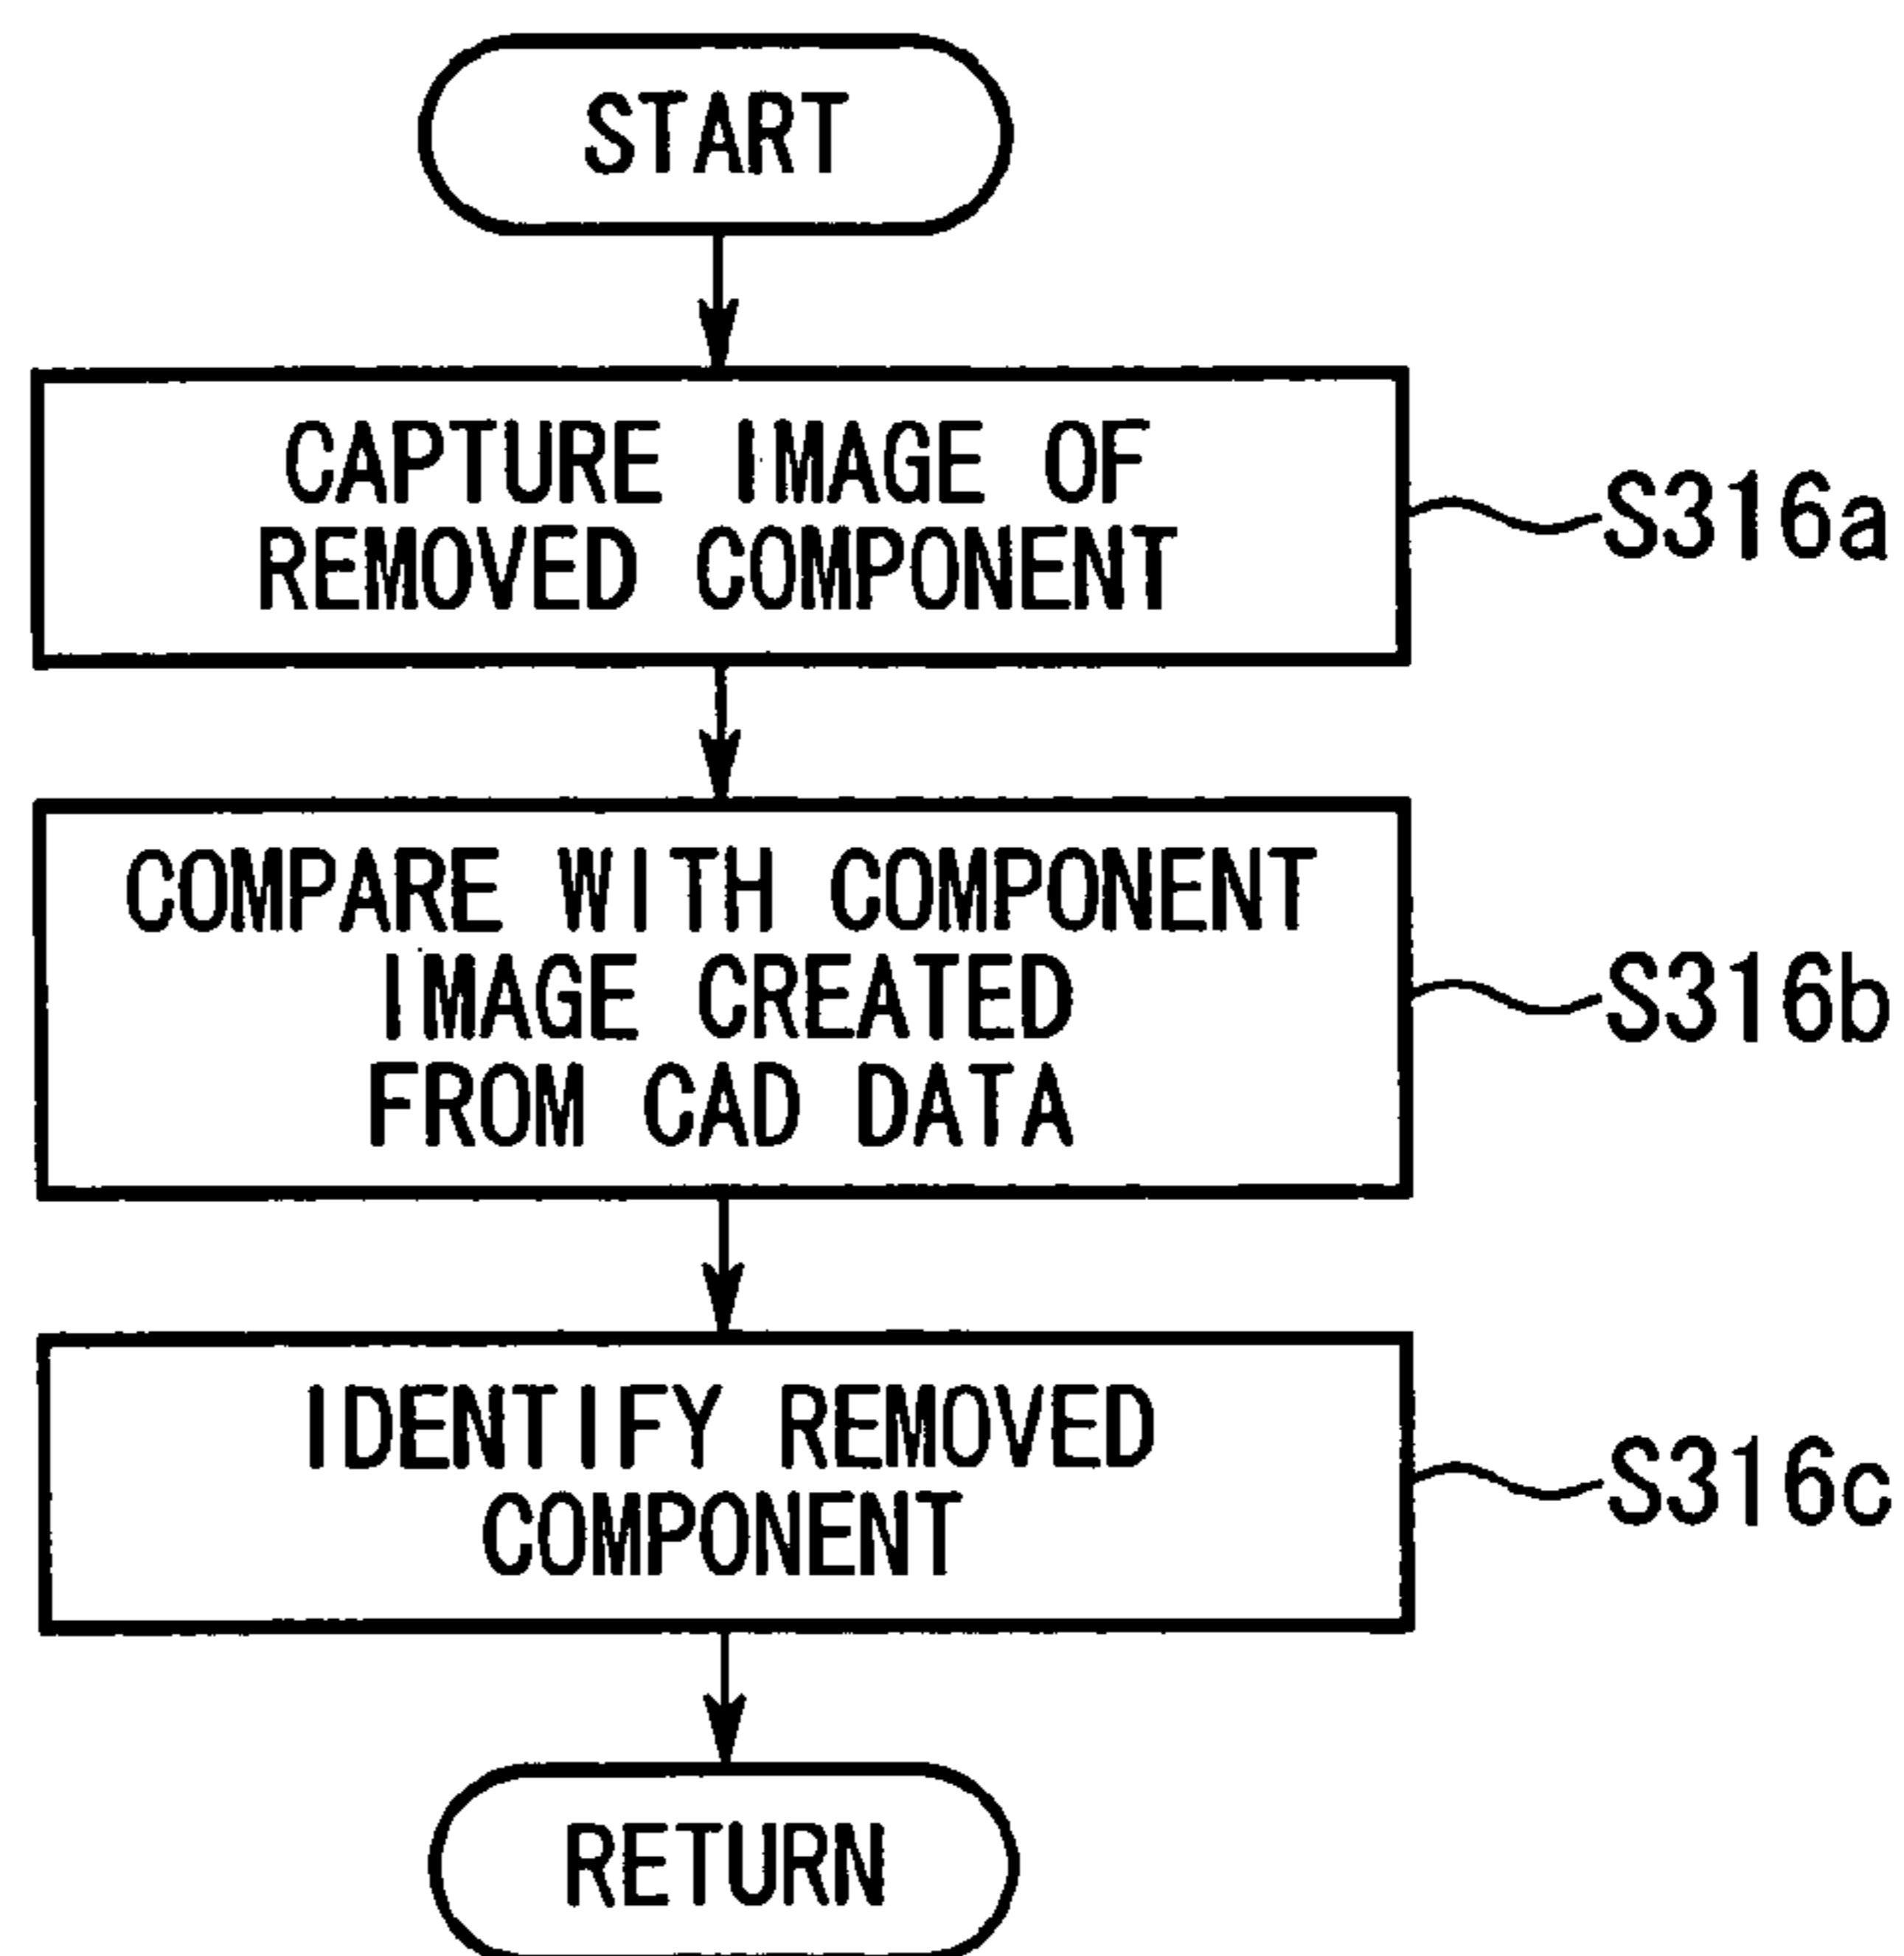 START
CAPTURE IMAGE OF
REMOVED COMPONENT
S316a
COMPARE WITH COMPONENT
IMAGE CREATED
FROM CAD DATA
S316b
IDENTIFY REMOVED
COMPONENT
S316c
RETURN